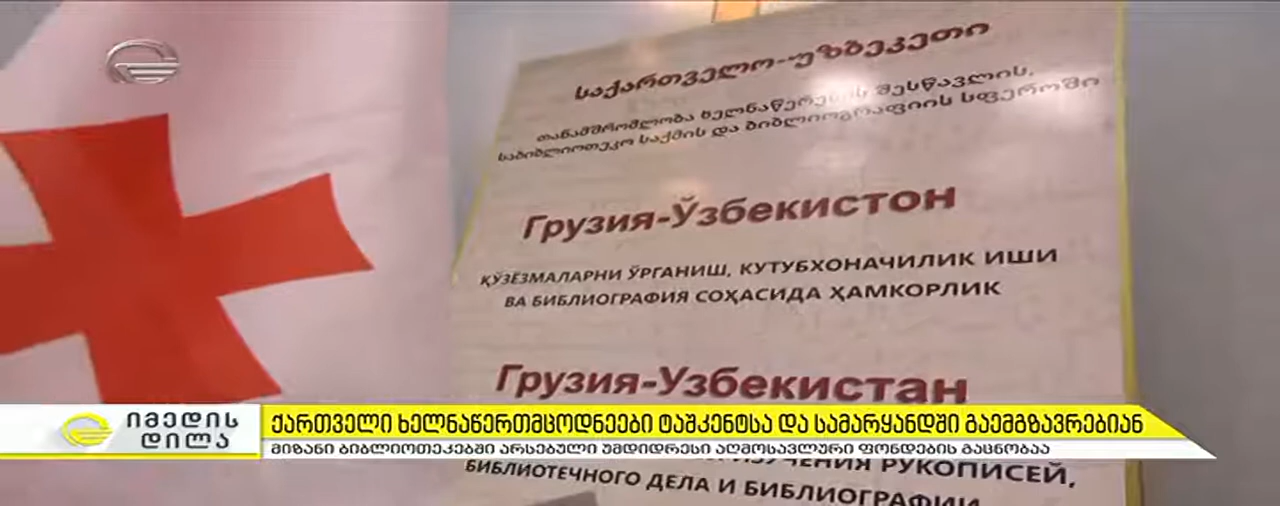 საქართველო-უზბეკეთი
თანამშრომლობა ხელნაწერების შესწავლის,
საბიბლიოთეკო საქმის და ბიბლიოგრაფიის სფეროში
Грузия-Ўзбекистон
ҚЎЗЁЗМАЛАРНИ ЎРГАНИШ, КУТУБХОНАЧИЛИК ИШИ
ВА БИБЛИОГРАФИЯ СОҲАСИДА ҲАМКОРЛИК
Грузия-Узбекистан
იმედის
დილა
ქართველი ხელნაწერთმცოდნეები ტაშკენტსა და სამარყანდში გაემგზავრებიან
მიზანი ბიბლიოთეკებში არსებული უმდიდრესი აღმოსავლური ფონდების გაცნობაა
ИЗУЧЕНИЯ РУКОПИСЕЙ,
БИБЛИОТЕЧНОГО ДЕЛА И БИБЛИОГРАФИИ